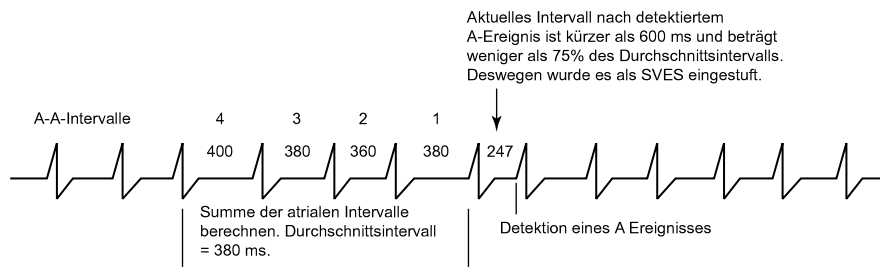 Aktuelles Intervall nach detektiertem
A-Ereignis ist kürzer als 600 ms und beträgt
weniger als 75% des Durchschnittsintervalls.
Deswegen wurde es als SVES eingestuft.
A-A-Intervalle 4 3 2 1
400 380 360 380 247
Summe der atrialen Intervalle
berechnen. Durchschnittsintervall
= 380 ms.
Detektion eines A Ereignisses